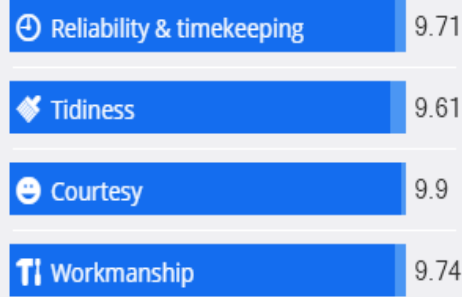 Reliability & timekeeping 9.71
Tidiness 9.61
Courtesy 9.9
Workmanship 9.74